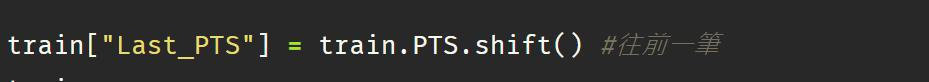 train["Last_PTS"] = train.PTS.shift() #往前一筆